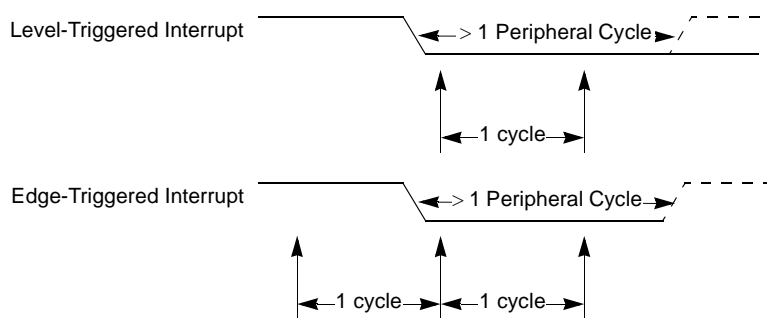 Level-Triggered Interrupt
> 1 Peripheral Cycle
1 cycle
Edge-Triggered Interrupt
> 1 Peripheral Cycle
1 cycle
1 cycle